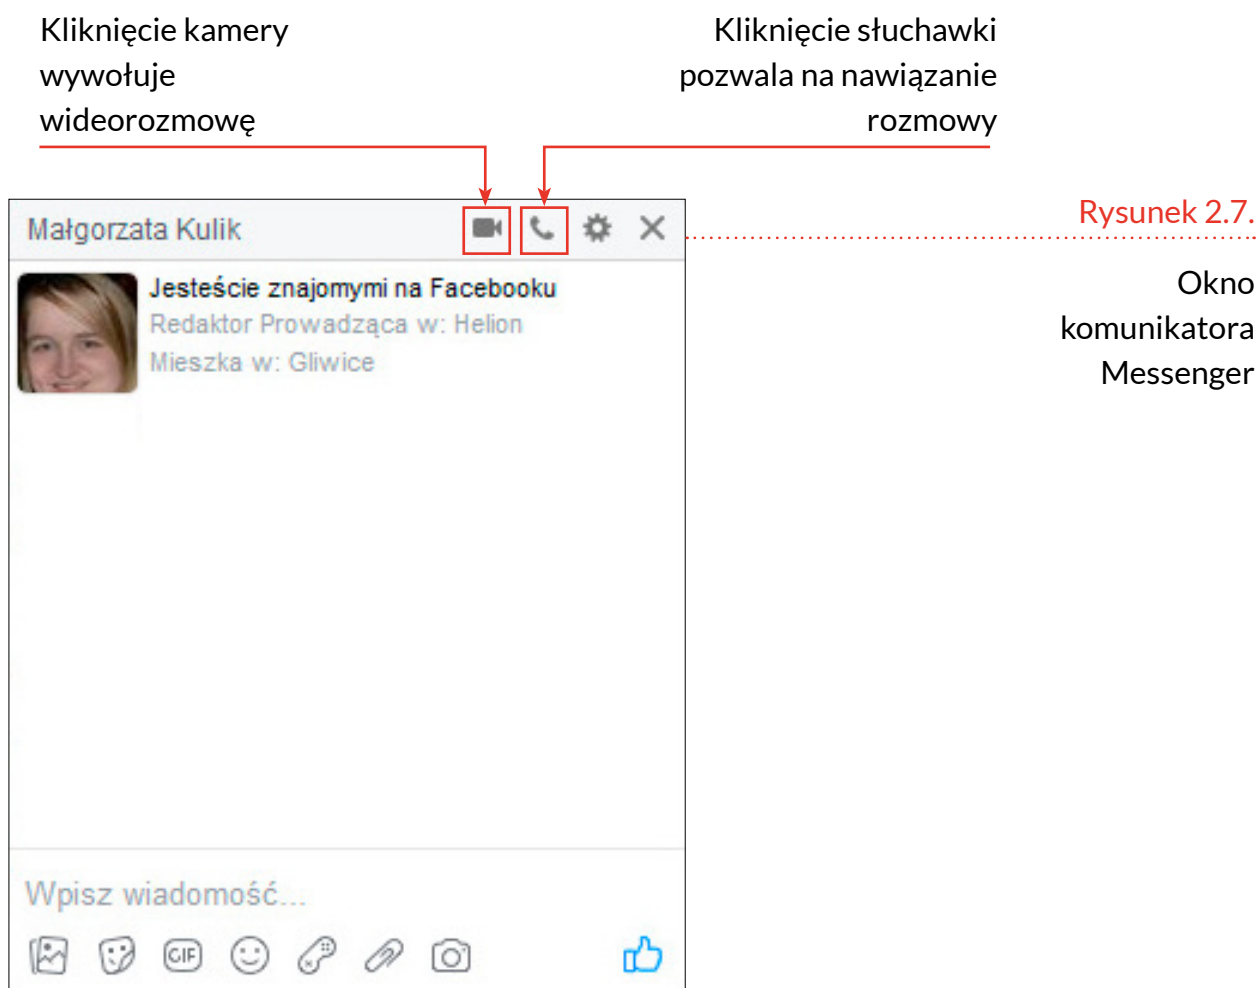 Kliknięcie kamery
wywołuje
wideorozmowę
Kliknięcie słuchawki
pozwala na nawiązanie
rozmowy
Małgorzata Kulik
Jesteście znajomymi na Facebooku
Redaktor Prowadząca w: Helion
Mieszka w: Gliwice
Wpisz wiadomość...
GIF
Rysunek 2.7.
Okno
komunikatora
Messenger